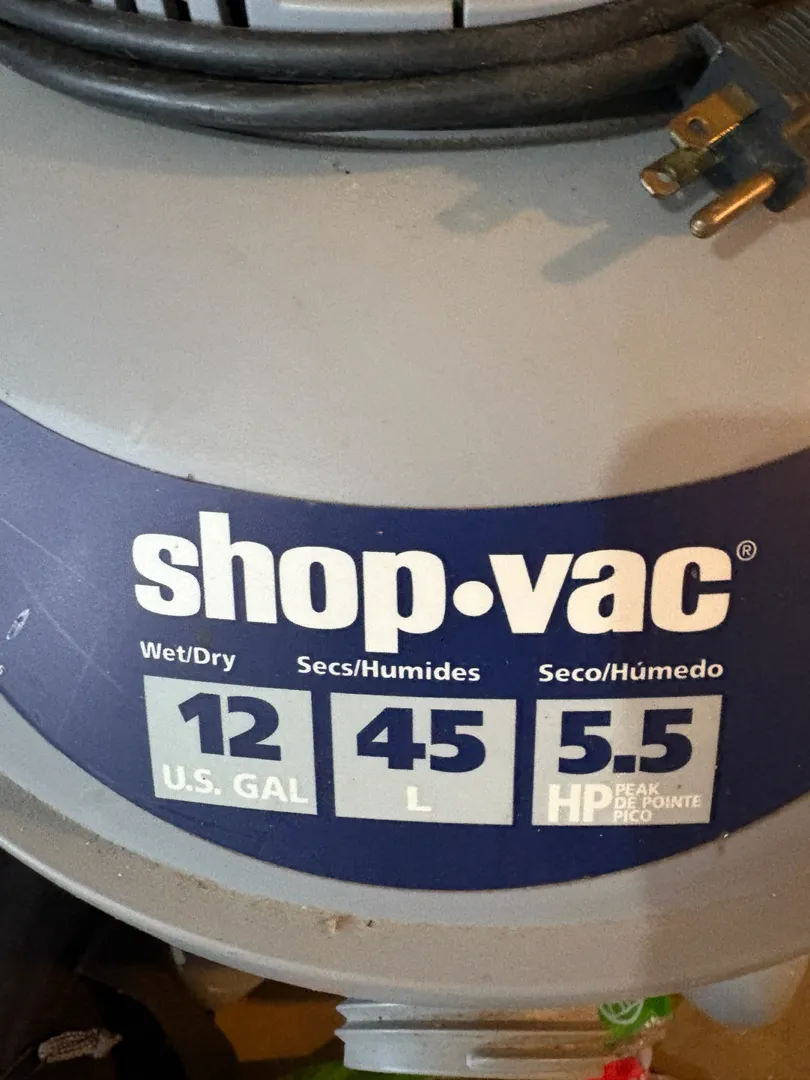 shop•vac®
Wet/Dry Secs/Humides Seco/Húmedo
12 45 5.5
U.S. GAL L HP PEAK
DE POINTE
PICO